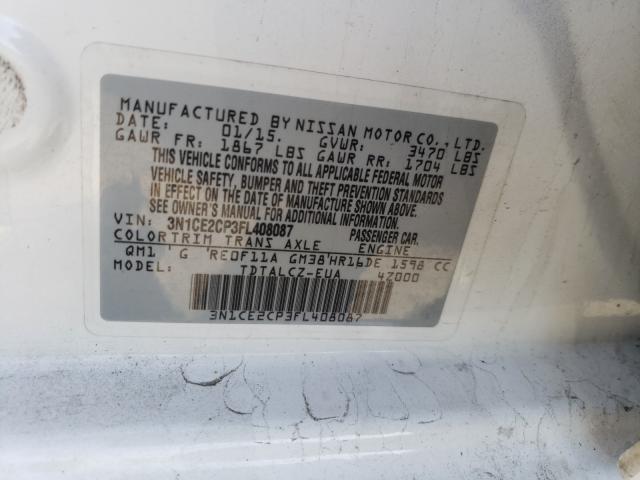 MANUFACTURED BY NISSAN MOTOR CO., LTD.
DATE: 01/15. GVWR: 3470 LBS
GAWR FR: 1867 LBS GAWR RR: 1704 LBS
THIS VEHICLE CONFORMS TO ALL APPLICABLE FEDERAL MOTOR
VEHICLE SAFETY, BUMPER AND THEFT PREVENTION STANDARDS
IN EFFECT ON THE DATE OF MANUFACTURE SHOWN ABOVE.
SEE OWNER'S MANUAL FOR ADDITIONAL INFORMATION.
VIN: 3N1CE2CP3FL408087 PASSENGER CAR.
COLOR TRIM TRANS AXLE ENGINE
QM1 ' G 'RE0F11A GM38'HR16DE 1598 CC
MODEL: TDTALCZ-EUA 4Z000
3N1CE2CP3FL408087